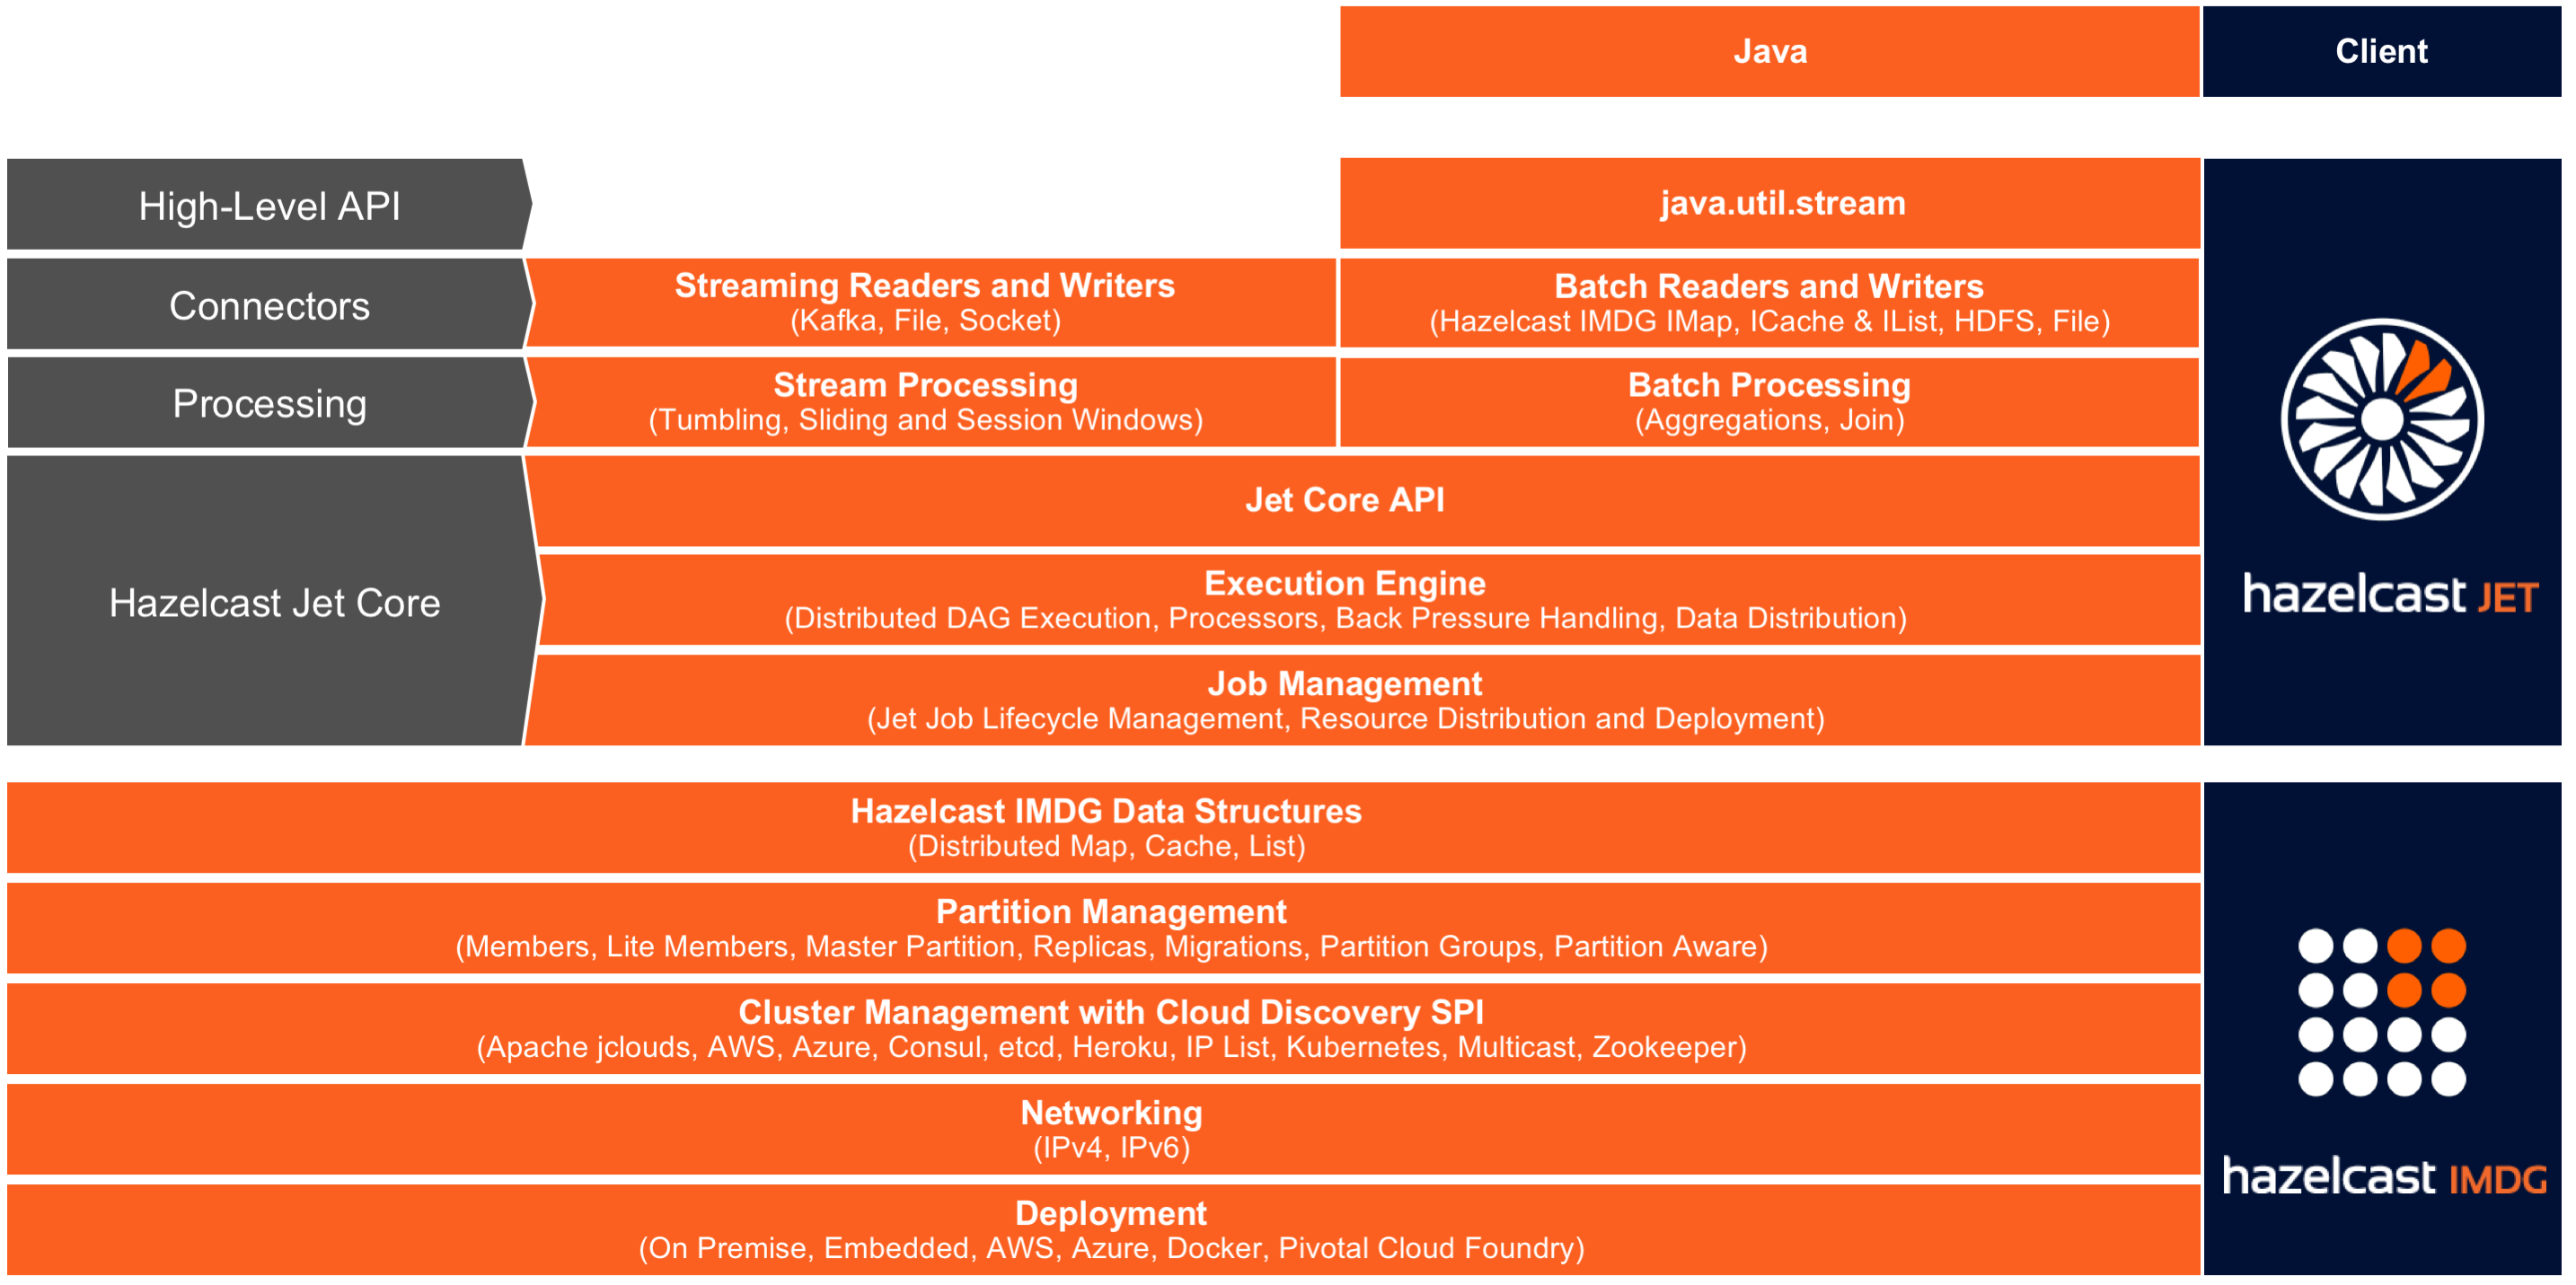 Java
Client
High-Level API
java.util.stream
Connectors
Streaming Readers and Writers
(Kafka, File, Socket)
Batch Readers and Writers
(Hazelcast IMDG IMap, ICache & IList, HDFS, File)
Processing
Stream Processing
(Tumbling, Sliding and Session Windows)
Batch Processing
(Aggregations, Join)
Hazelcast Jet Core
Jet Core API
Execution Engine
(Distributed DAG Execution, Processors, Back Pressure Handling, Data Distribution)
Job Management
(Jet Job Lifecycle Management, Resource Distribution and Deployment)
hazelcast JET
Hazelcast IMDG Data Structures
(Distributed Map, Cache, List)
Partition Management
(Members, Lite Members, Master Partition, Replicas, Migrations, Partition Groups, Partition Aware)
Cluster Management with Cloud Discovery SPI
(Apache jclouds, AWS, Azure, Consul, etcd, Heroku, IP List, Kubernetes, Multicast, Zookeeper)
Networking
(IPv4, IPv6)
Deployment
(On Premise, Embedded, AWS, Azure, Docker, Pivotal Cloud Foundry)
hazelcast IMDG